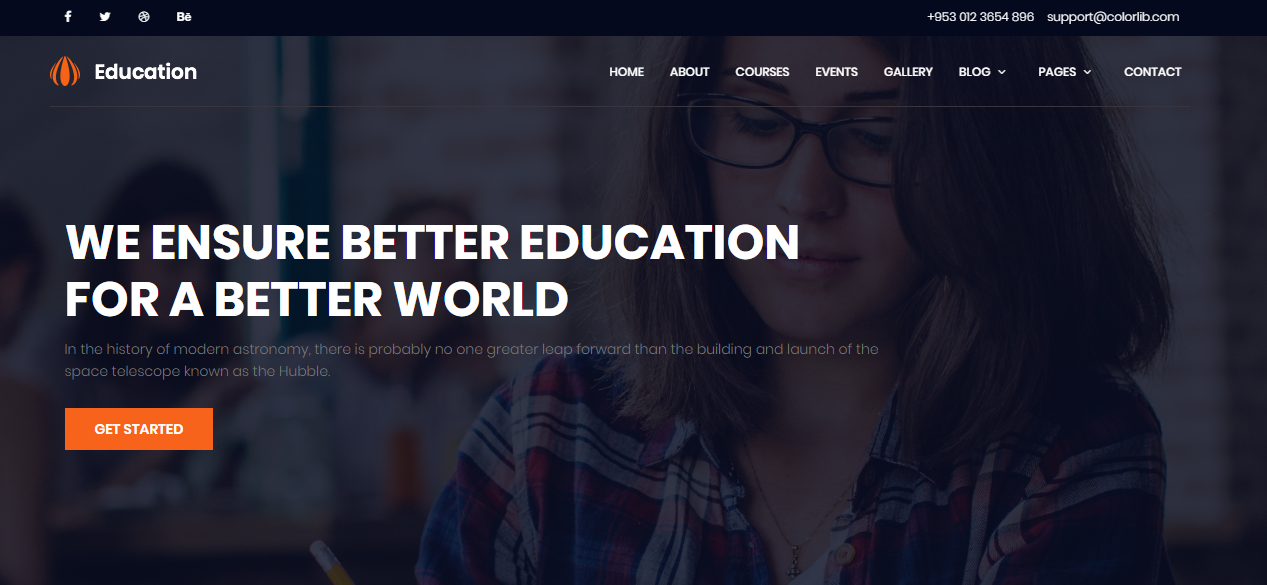 +953 012 3654 896 support@colorlib.com
Education
HOME ABOUT COURSES EVENTS GALLERY BLOG PAGES CONTACT
WE ENSURE BETTER EDUCATION
FOR A BETTER WORLD
In the history of modern astronomy, there is probably no one greater leap forward than the building and launch of the
space telescope known as the Hubble.
GET STARTED